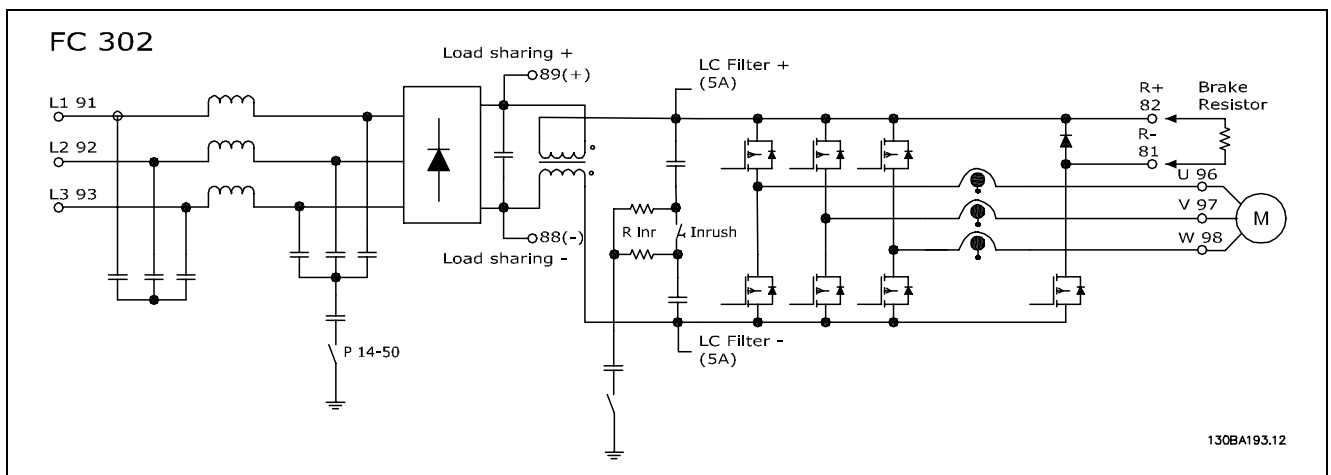 FC 302
Load sharing +
89(+)
LC Filter +
(5A)
R+
82
Brake
Resistor
R-
81
L1 91
L2 92
L3 93
U 96
V 97
W 98
M
R Inr
Inrush
88(-)
Load sharing -
P 14-50
LC Filter -
(5A)
130BA193.12